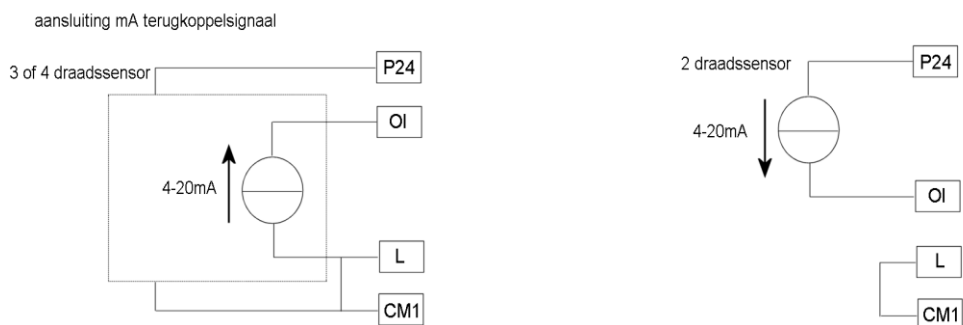 aansluiting mA terugkoppelsignaal
3 of 4 draadssensor
P24
OI
4-20mA
L
CM1
2 draadssensor
P24
4-20mA
OI
L
CM1